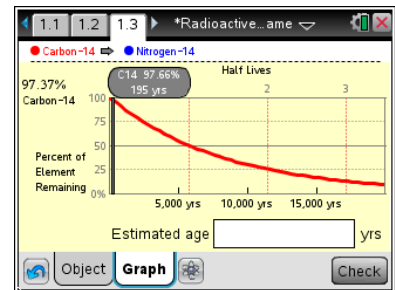 1.1 1.2 1.3 *Radioactive…ame
Carbon-14 ⇒ Nitrogen-14
97.37%
Carbon-14
C14 97.66%
195 yrs
Half Lives
2 3
100
75
50
25
0%
Percent of
Element
Remaining
5,000 yrs 10,000 yrs 15,000 yrs
Estimated age yrs
Object Graph Check